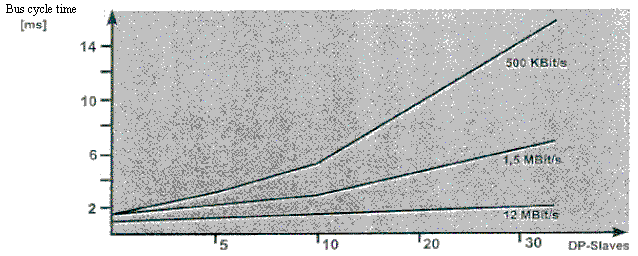 Bus cycle time
[ms]
14
10
6
2
500 KBit/s
1,5 MBit/s
12 MBit/s
5
10
20
30
DP-Slaves